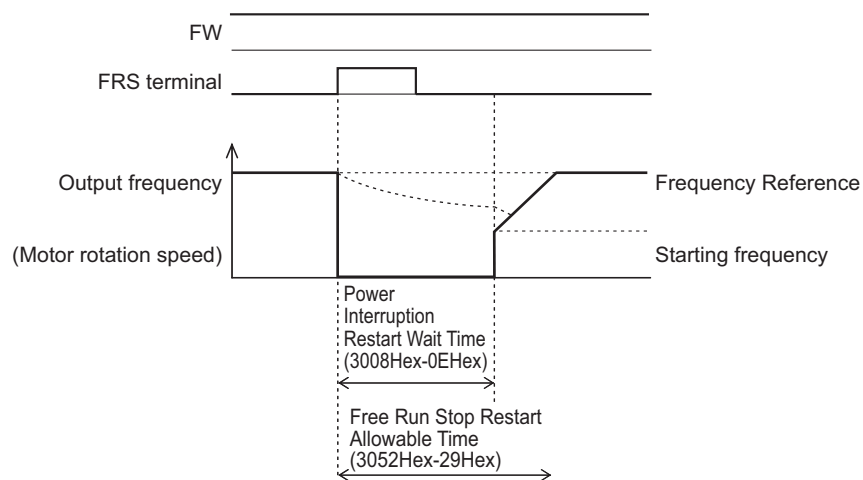 FW
FRS terminal
Output frequency
Frequency Reference
(Motor rotation speed)
Starting frequency
Power
Interruption
Restart Wait Time
(3008Hex-0EHex)
Free Run Stop Restart
Allowable Time
(3052Hex-29Hex)